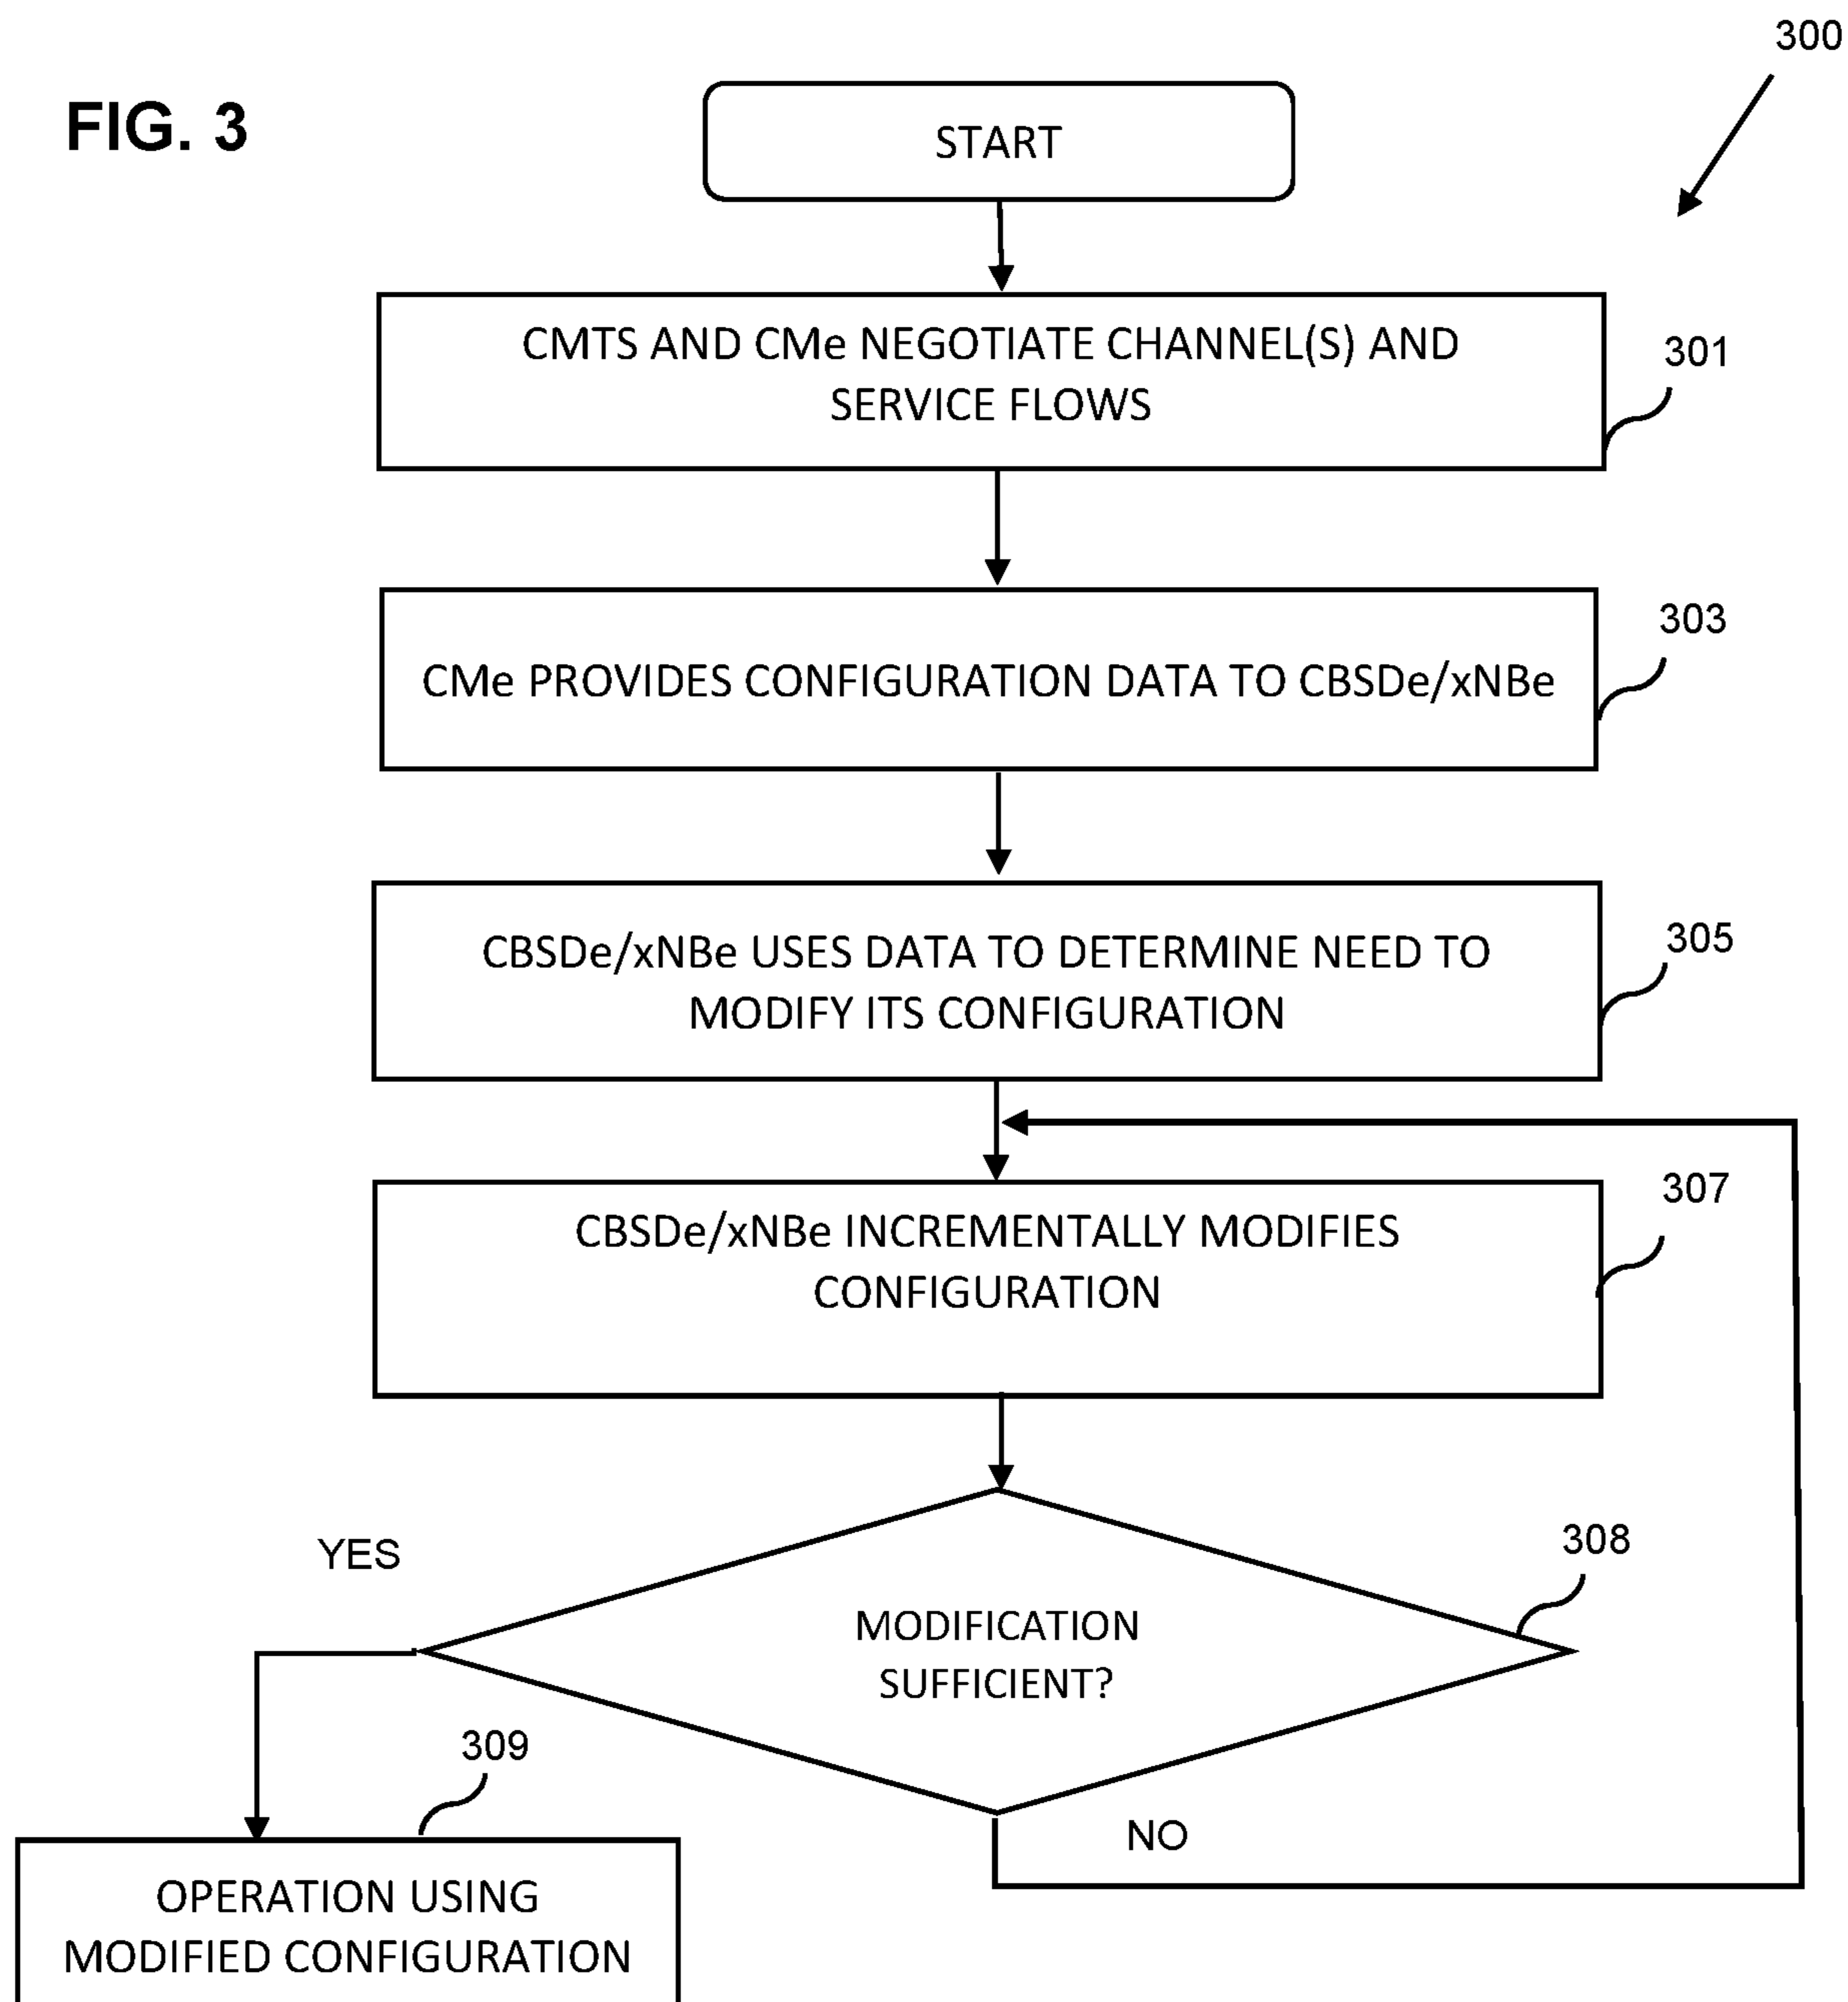 300
FIG. 3
START
CMTS AND CMe NEGOTIATE CHANNEL(S) AND
SERVICE FLOWS
301
CMe PROVIDES CONFIGURATION DATA TO CBSDe/xNBe
303
CBSDe/xNBe USES DATA TO DETERMINE NEED TO
MODIFY ITS CONFIGURATION
305
CBSDe/xNBe INCREMENTALLY MODIFIES
CONFIGURATION
307
YES
MODIFICATION
SUFFICIENT?
308
NO
309
OPERATION USING
MODIFIED CONFIGURATION